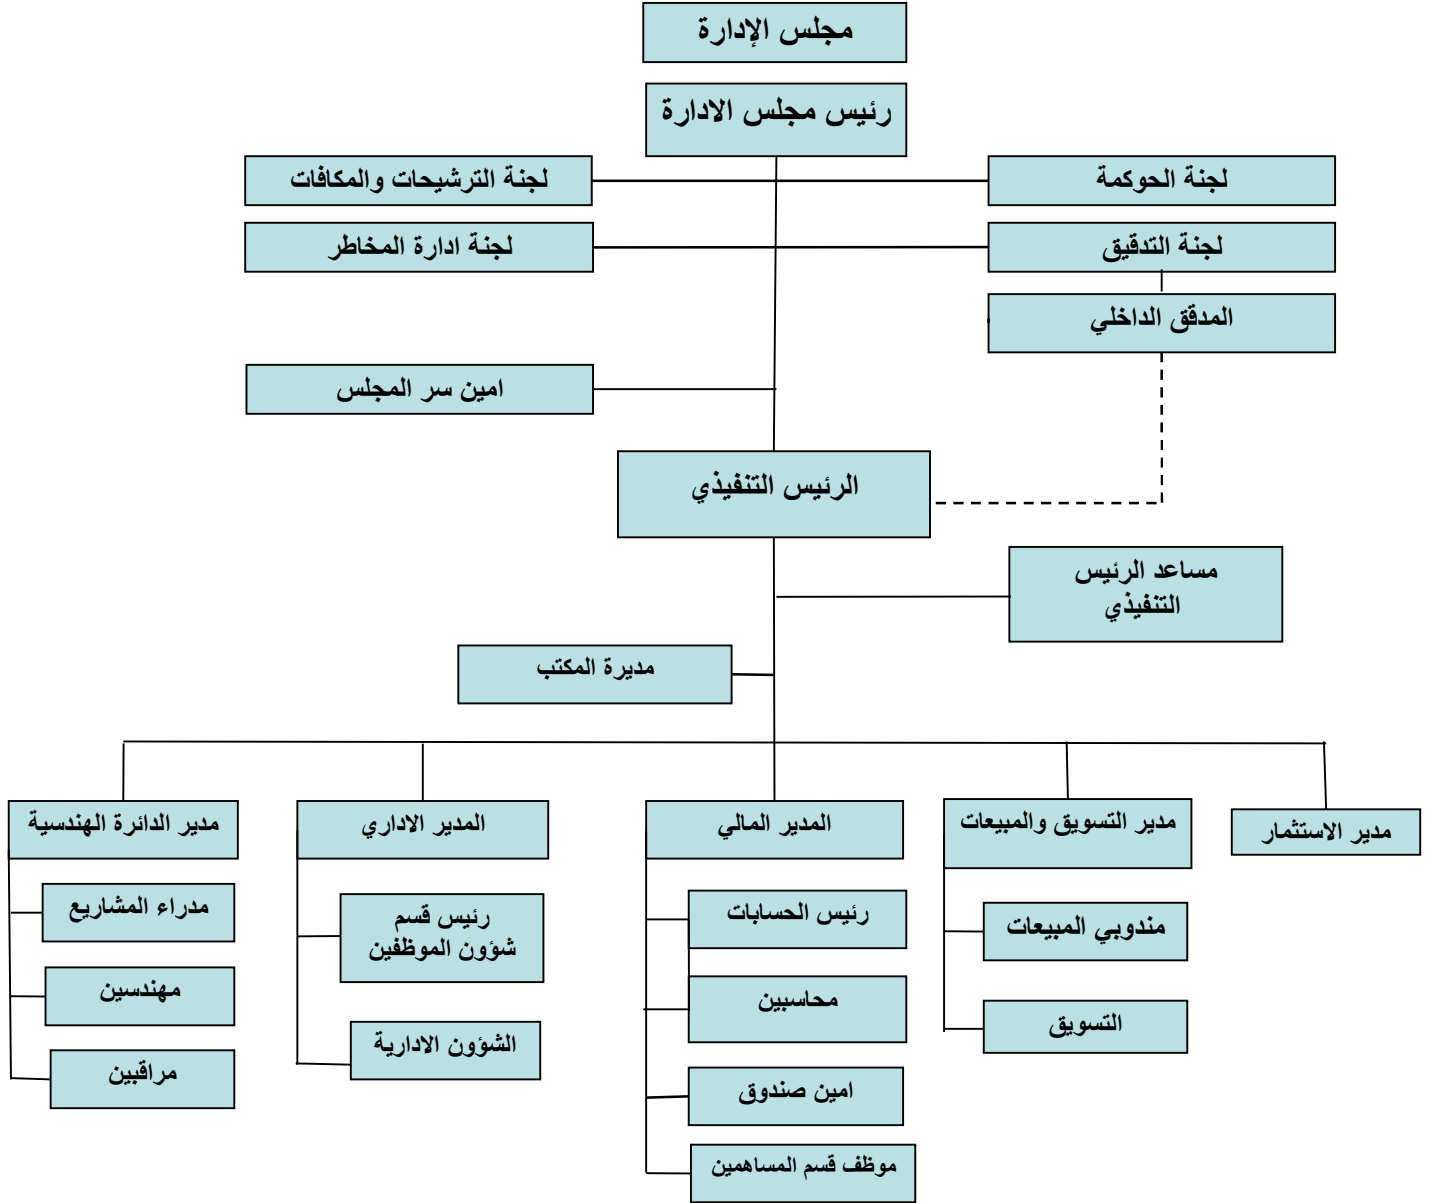 مجلس الإدارة
رئيس مجلس الادارة
لجنة الحوكمة
لجنة الترشيحات والمكافات
لجنة التدقيق
لجنة ادارة المخاطر
المدقق الداخلي
امين سر المجلس
الرئيس التنفيذي
مساعد الرئيس
التنفيذي
مديرة المكتب
مدير الاستثمار
مدير التسويق والمبيعات
مندوبي المبيعات
التسويق
المدير المالي
رئيس الحسابات
محاسبين
امين صندوق
موظف قسم المساهمين
المدير الاداري
رئيس قسم
شؤون الموظفين
الشؤون الادارية
مدير الدائرة الهندسية
مدراء المشاريع
مهندسين
مراقبين